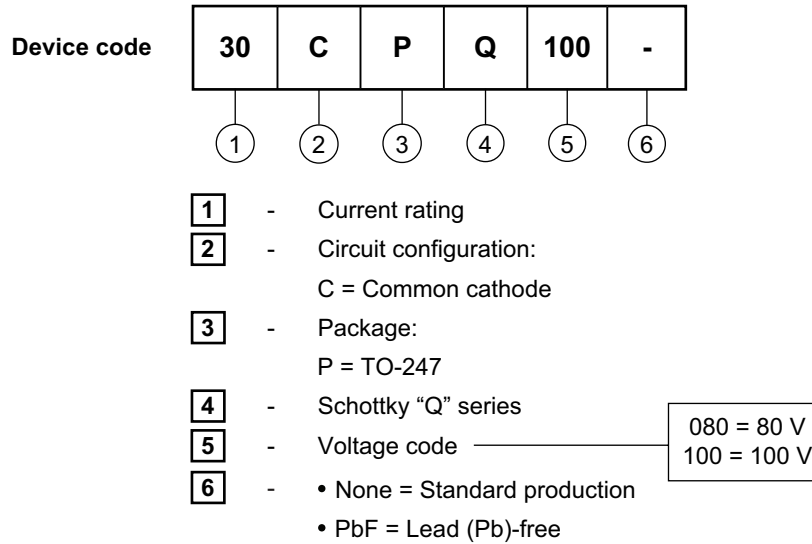 Device code 30 C P Q 100 -
1 2 3 4 5 6
1 - Current rating
2 - Circuit configuration:
C = Common cathode
3 - Package:
P = TO-247
4 - Schottky “Q” series
5 - Voltage code
080 = 80 V
100 = 100 V
6 - • None = Standard production
• PbF = Lead (Pb)-free